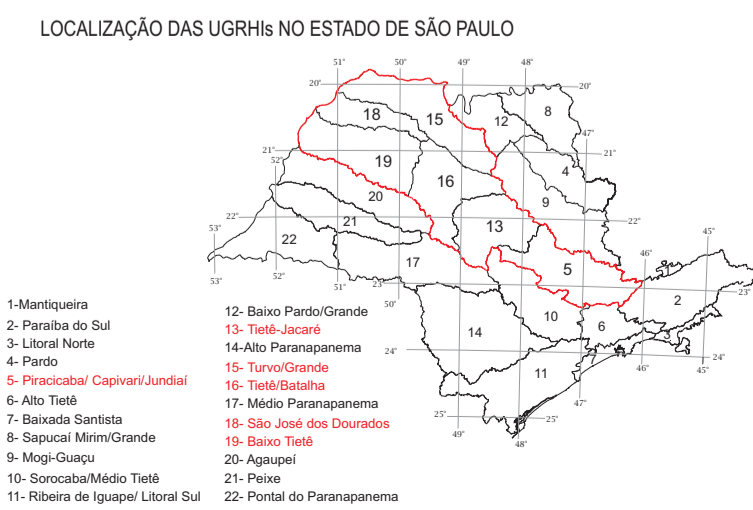 LOCALIZAÇÃO DAS UGRHIs NO ESTADO DE SÃO PAULO
51° 50° 49° 48°
20° 20°
18 15 12 8
47°
21° 21°
52° 19 16 4
20 9
22° 21 13 22°
53° 22 45°
17 5 46° 1
53° 52° 51° 23° 23°
50° 10 2
6
14 3
7
24° 24°
11 46° 45°
47°
25° 25°
49° 48°
1-Mantiqueira
2- Paraíba do Sul
3- Litoral Norte
4- Pardo
5- Piracicaba/ Capivari/Jundiaí
6- Alto Tietê
7- Baixada Santista
8- Sapucaí Mirim/Grande
9- Mogi-Guaçu
10- Sorocaba/Médio Tietê
11- Ribeira de Iguape/ Litoral Sul
12- Baixo Pardo/Grande
13- Tietê-Jacaré
14-Alto Paranapanema
15- Turvo/Grande
16- Tietê/Batalha
17- Médio Paranapanema
18- São José dos Dourados
19- Baixo Tietê
20- Agaupeí
21- Peixe
22- Pontal do Paranapanema